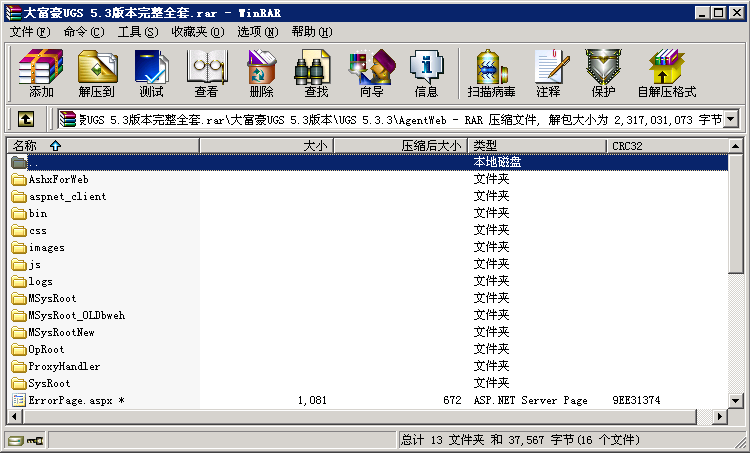 大富豪UGS 5.3版本完整全套.rar - WinRAR
文件(F) 命令(C) 工具(S) 收藏夹(O) 选项(N) 帮助(H)
添加 解压到 测试 查看 删除 查找 向导 信息 扫描病毒 注释 保护 自解压格式
UGS 5.3版本完整全套.rar\大富豪UGS 5.3版本\UGS 5.3.3\AgentWeb - RAR 压缩文件, 解包大小为 2,317,031,073 字节
名称 大小 压缩后大小 类型 CRC32
.. 本地磁盘
AshxForWeb 文件夹
aspnet_client 文件夹
bin 文件夹
css 文件夹
images 文件夹
js 文件夹
logs 文件夹
MSysRoot 文件夹
MSysRoot_OLDbweh 文件夹
MSysRootNew 文件夹
OpRoot 文件夹
ProxyHandler 文件夹
SysRoot 文件夹
ErrorPage.aspx * 1,081 672 ASP.NET Server Page 9EE31374
总计 13 文件夹 和 37,567 字节(16 个文件)